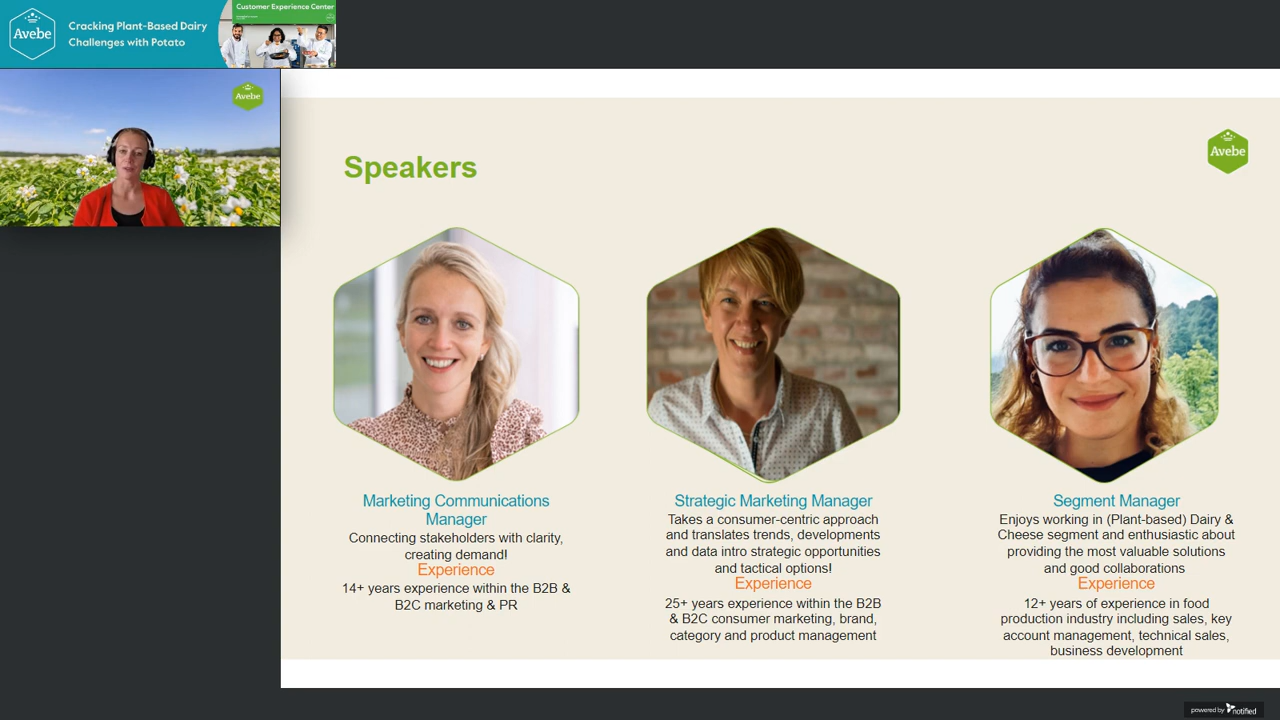 Avebe
Cracking Plant-Based Dairy
Challenges with Potato
Customer Experience Center
Avebe
Speakers
Avebe
Marketing Communications
Manager
Connecting stakeholders with clarity,
creating demand!
Experience
14+ years experience within the B2B &
B2C marketing & PR
Strategic Marketing Manager
Takes a consumer-centric approach
and translates trends, developments
and data intro strategic opportunities
and tactical options!
Experience
25+ years experience within the B2B
& B2C consumer marketing, brand,
category and product management
Segment Manager
Enjoys working in (Plant-based) Dairy &
Cheese segment and enthusiastic about
providing the most valuable solutions
and good collaborations
Experience
12+ years of experience in food
production industry including sales, key
account management, technical sales,
business development
powered by notified